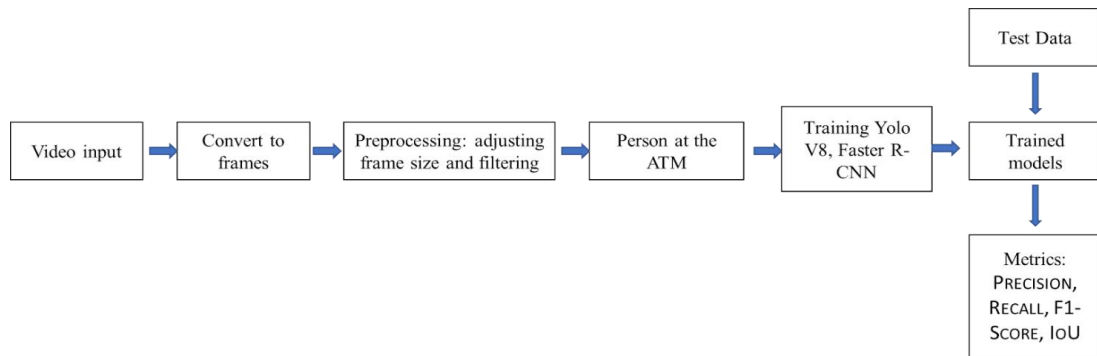 Test Data
Video input
Convert to
frames
Preprocessing: adjusting
frame size and filtering
Person at the
ATM
Training Yolo
V8, Faster R-
CNN
Trained
models
Metrics:
PRECISION,
RECALL, F1-
SCORE, IOU